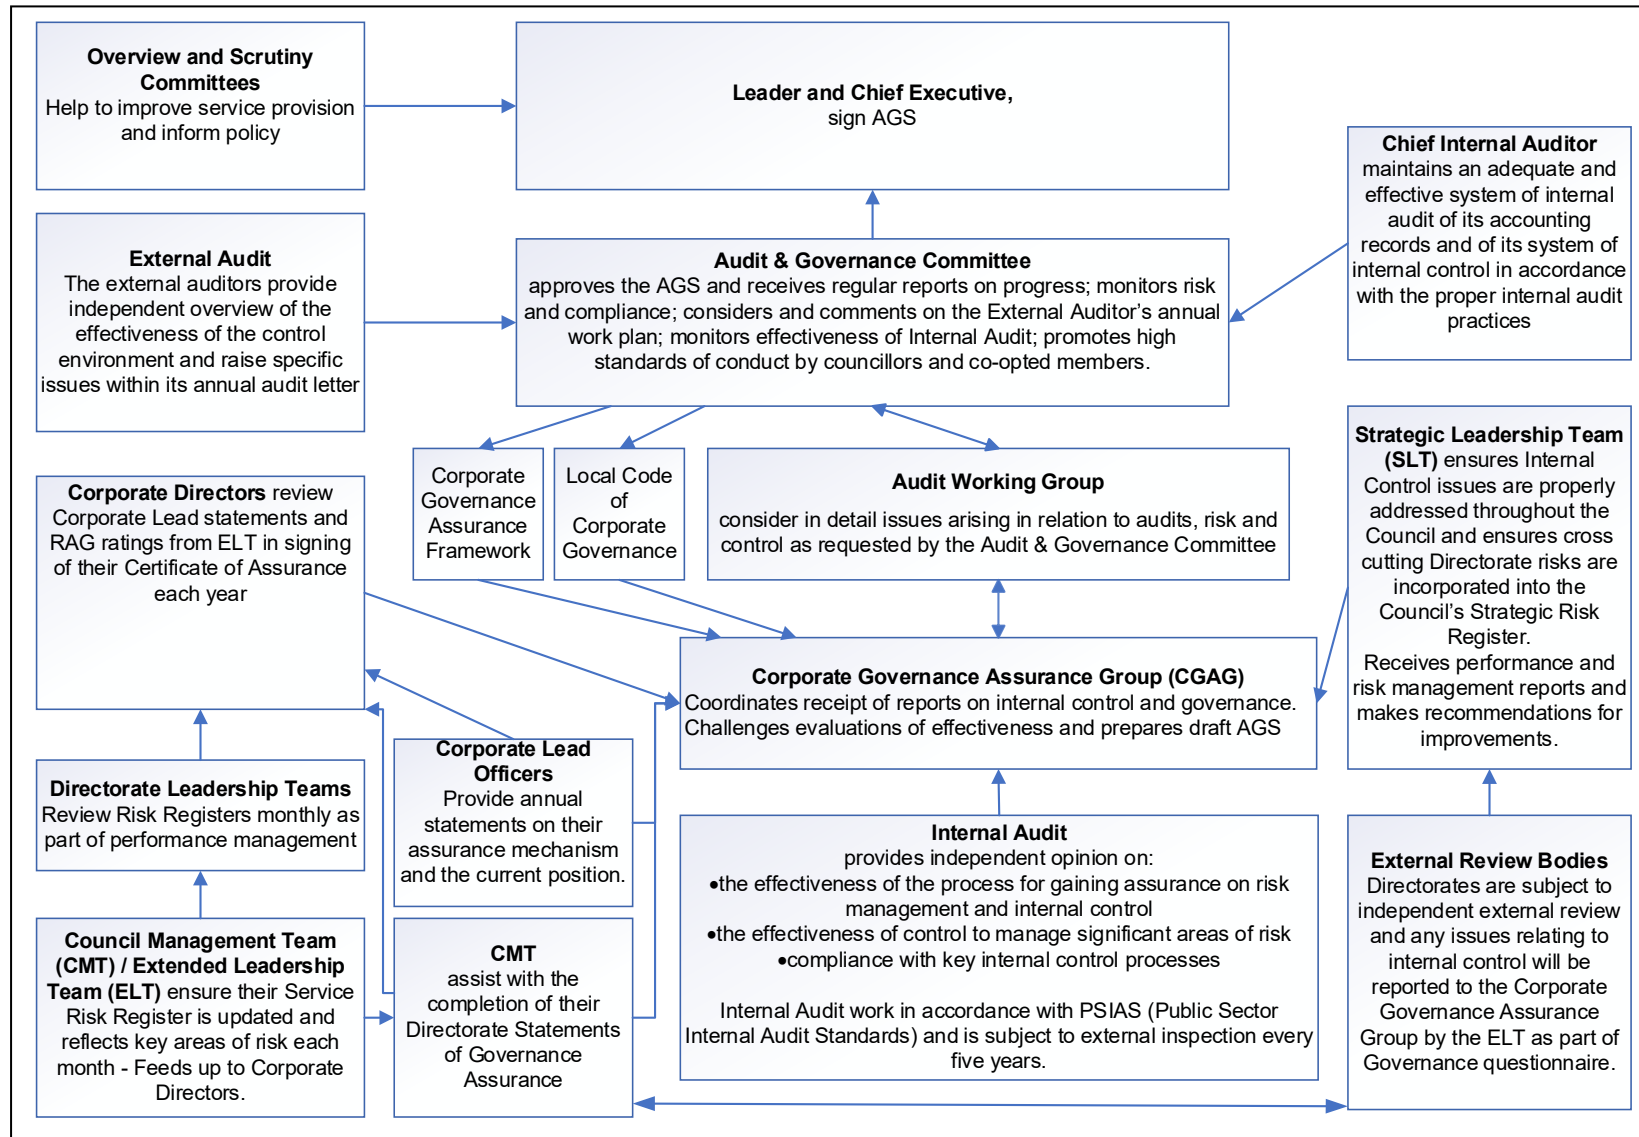 Overview and Scrutiny
Committees
Help to improve service provision
and inform policy
Leader and Chief Executive,
sign AGS
Chief Internal Auditor
maintains an adequate and
effective system of internal
audit of its accounting
records and of its system of
internal control in accordance
with the proper internal audit
practices
External Audit
The external auditors provide
independent overview of the
effectiveness of the control
environment and raise specific
issues within its annual audit letter
Audit & Governance Committee
approves the AGS and receives regular reports on progress; monitors risk
and compliance; considers and comments on the External Auditor’s annual
work plan; monitors effectiveness of Internal Audit; promotes high
standards of conduct by councillors and co-opted members.
Strategic Leadership Team
(SLT) ensures Internal
Control issues are properly
addressed throughout the
Council and ensures cross
cutting Directorate risks are
incorporated into the
Council’s Strategic Risk
Register.
Receives performance and
risk management reports and
makes recommendations for
improvements.
Corporate
Governance
Assurance
Framework
Local Code
of
Corporate
Governance
Audit Working Group
consider in detail issues arising in relation to audits, risk and
control as requested by the Audit & Governance Committee
Corporate Directors review
Corporate Lead statements and
RAG ratings from ELT in signing
of their Certificate of Assurance
each year
Corporate Governance Assurance Group (CGAG)
Coordinates receipt of reports on internal control and governance.
Challenges evaluations of effectiveness and prepares draft AGS
Directorate Leadership Teams
Review Risk Registers monthly as
part of performance management
Corporate Lead
Officers
Provide annual
statements on their
assurance mechanism
and the current position.
Internal Audit
provides independent opinion on:
•the effectiveness of the process for gaining assurance on risk
management and internal control
•the effectiveness of control to manage significant areas of risk
•compliance with key internal control processes
Internal Audit work in accordance with PSIAS (Public Sector
Internal Audit Standards) and is subject to external inspection every
five years.
External Review Bodies
Directorates are subject to
independent external review
and any issues relating to
internal control will be
reported to the Corporate
Governance Assurance
Group by the ELT as part of
Governance questionnaire.
Council Management Team
(CMT) / Extended Leadership
Team (ELT) ensure their Service
Risk Register is updated and
reflects key areas of risk each
month - Feeds up to Corporate
Directors.
CMT
assist with the
completion of their
Directorate Statements
of Governance
Assurance